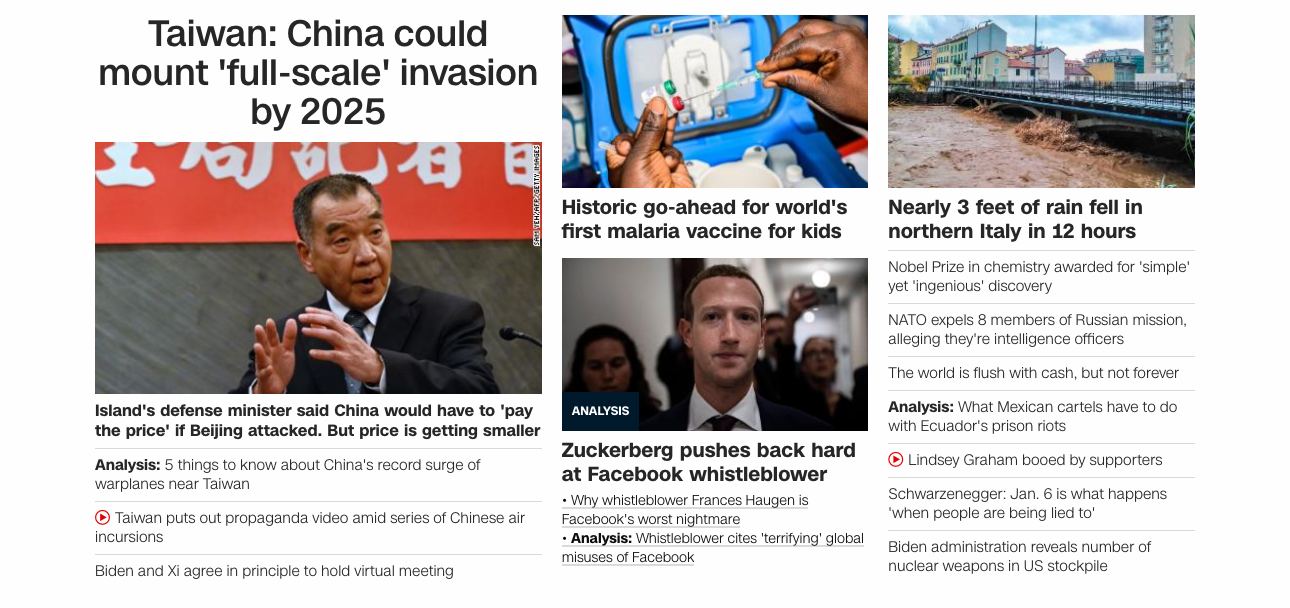 Taiwan: China could
mount 'full-scale' invasion
by 2025
SAM YEH/AFP/GETTY IMAGES
Island's defense minister said China would have to 'pay
the price' if Beijing attacked. But price is getting smaller
Analysis: 5 things to know about China's record surge of
warplanes near Taiwan
Taiwan puts out propaganda video amid series of Chinese air
incursions
Biden and Xi agree in principle to hold virtual meeting
Historic go-ahead for world's
first malaria vaccine for kids
ANALYSIS
Zuckerberg pushes back hard
at Facebook whistleblower
• Why whistleblower Frances Haugen is
Facebook's worst nightmare
• Analysis: Whistleblower cites 'terrifying' global
misuses of Facebook
Nearly 3 feet of rain fell in
northern Italy in 12 hours
Nobel Prize in chemistry awarded for 'simple'
yet 'ingenious' discovery
NATO expels 8 members of Russian mission,
alleging they're intelligence officers
The world is flush with cash, but not forever
Analysis: What Mexican cartels have to do
with Ecuador's prison riots
Lindsey Graham booed by supporters
Schwarzenegger: Jan. 6 is what happens
'when people are being lied to'
Biden administration reveals number of
nuclear weapons in US stockpile